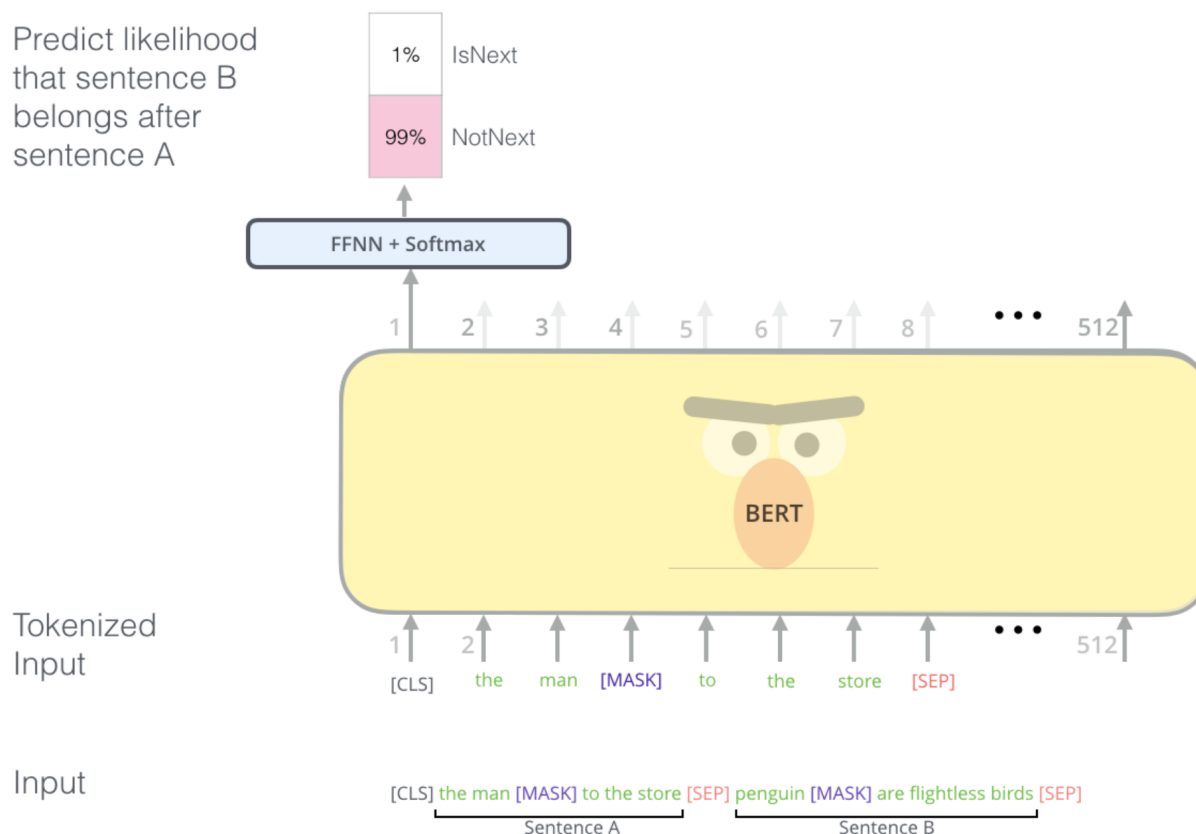 Predict likelihood
that sentence B
belongs after
sentence A
1% IsNext
99% NotNext
FFNN + Softmax
1 2 3 4 5 6 7 8 ••• 512
BERT
Tokenized
Input
1 2 ••• 512
[CLS] the man [MASK] to the store [SEP]
Input
[CLS] the man [MASK] to the store [SEP] penguin [MASK] are flightless birds [SEP]
Sentence A Sentence B